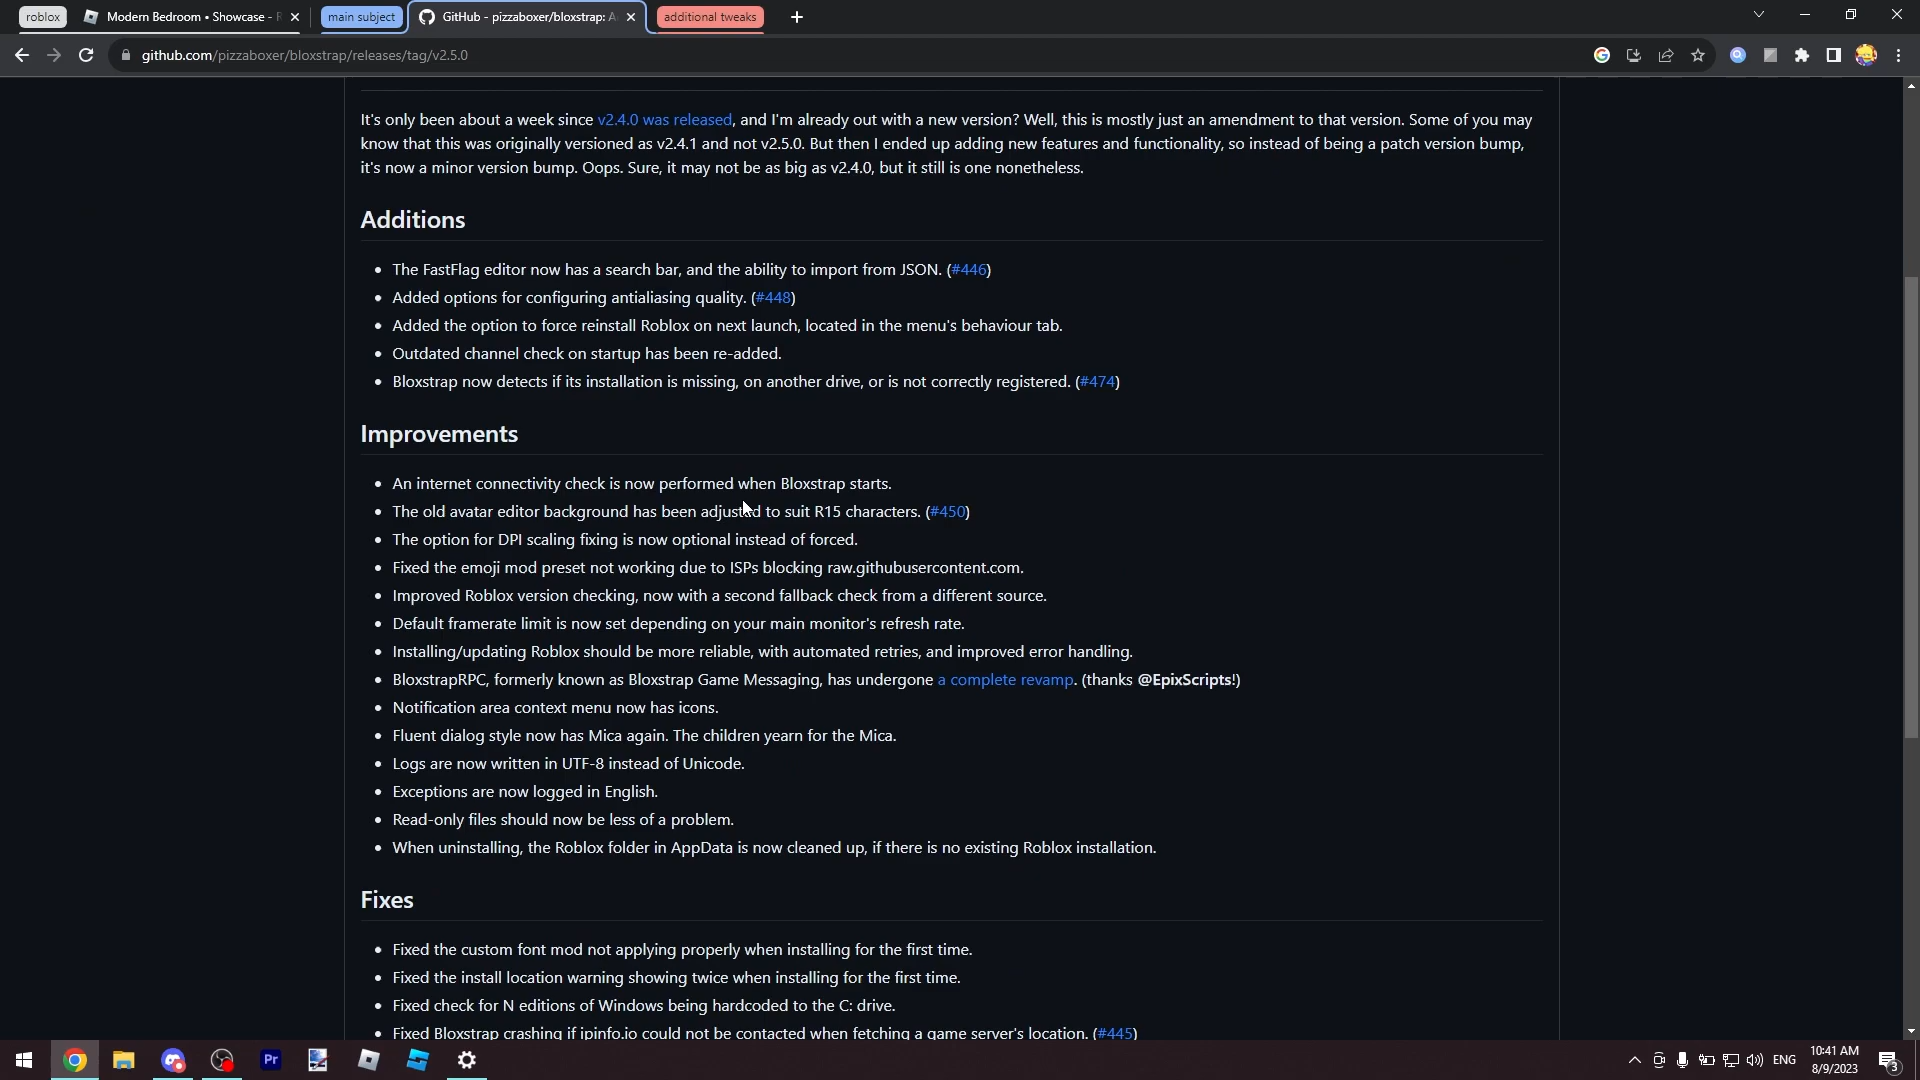 roblox
Modern Bedroom • Showcase - R
main subject
GitHub - pizzaboxer/bloxstrap: A
additional tweaks
github.com/pizzaboxer/bloxstrap/releases/tag/v2.5.0
It's only been about a week since v2.4.0 was released, and I'm already out with a new version? Well, this is mostly just an amendment to that version. Some of you may
know that this was originally versioned as v2.4.1 and not v2.5.0. But then I ended up adding new features and functionality, so instead of being a patch version bump,
it's now a minor version bump. Oops. Sure, it may not be as big as v2.4.0, but it still is one nonetheless.
Additions
• The FastFlag editor now has a search bar, and the ability to import from JSON. (#446)
• Added options for configuring antialiasing quality. (#448)
• Added the option to force reinstall Roblox on next launch, located in the menu's behaviour tab.
• Outdated channel check on startup has been re-added.
• Bloxstrap now detects if its installation is missing, on another drive, or is not correctly registered. (#474)
Improvements
• An internet connectivity check is now performed when Bloxstrap starts.
• The old avatar editor background has been adjusted to suit R15 characters. (#450)
• The option for DPI scaling fixing is now optional instead of forced.
• Fixed the emoji mod preset not working due to ISPs blocking raw.githubusercontent.com.
• Improved Roblox version checking, now with a second fallback check from a different source.
• Default framerate limit is now set depending on your main monitor's refresh rate.
• Installing/updating Roblox should be more reliable, with automated retries, and improved error handling.
• BloxstrapRPC, formerly known as Bloxstrap Game Messaging, has undergone a complete revamp. (thanks @EpixScripts!)
• Notification area context menu now has icons.
• Fluent dialog style now has Mica again. The children yearn for the Mica.
• Logs are now written in UTF-8 instead of Unicode.
• Exceptions are now logged in English.
• Read-only files should now be less of a problem.
• When uninstalling, the Roblox folder in AppData is now cleaned up, if there is no existing Roblox installation.
Fixes
• Fixed the custom font mod not applying properly when installing for the first time.
• Fixed the install location warning showing twice when installing for the first time.
• Fixed check for N editions of Windows being hardcoded to the C: drive.
• Fixed Bloxstrap crashing if ipinfo.io could not be contacted when fetching a game server's location. (#445)
Pr
ENG
10:41 AM
8/9/2023
3